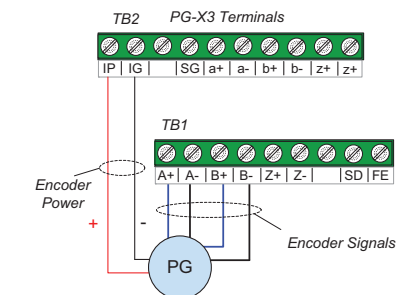 TB2 PG-X3 Terminals
IP IG SG a+ a- b+ b- z+ z+
TB1
A+ A- B+ B- Z+ Z- SD FE
Encoder
Power
+ -
Encoder Signals
PG